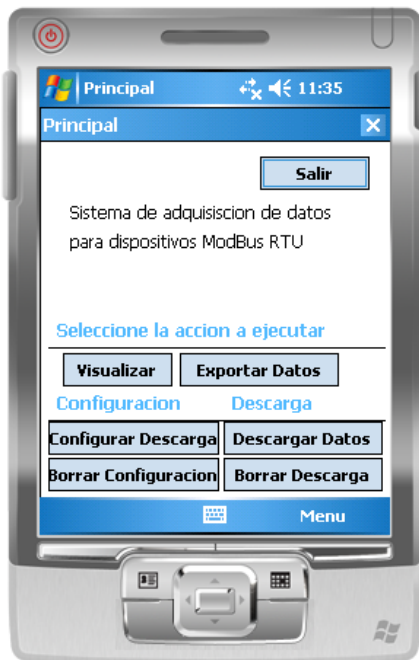 Principal
11:35
Principal
Salir
Sistema de adquisiscion de datos
para dispositivos ModBus RTU
Seleccione la accion a ejecutar
Visualizar Exportar Datos
Configuracion Descarga
Configurar Descarga Descargar Datos
Borrar Configuracion Borrar Descarga
Menu